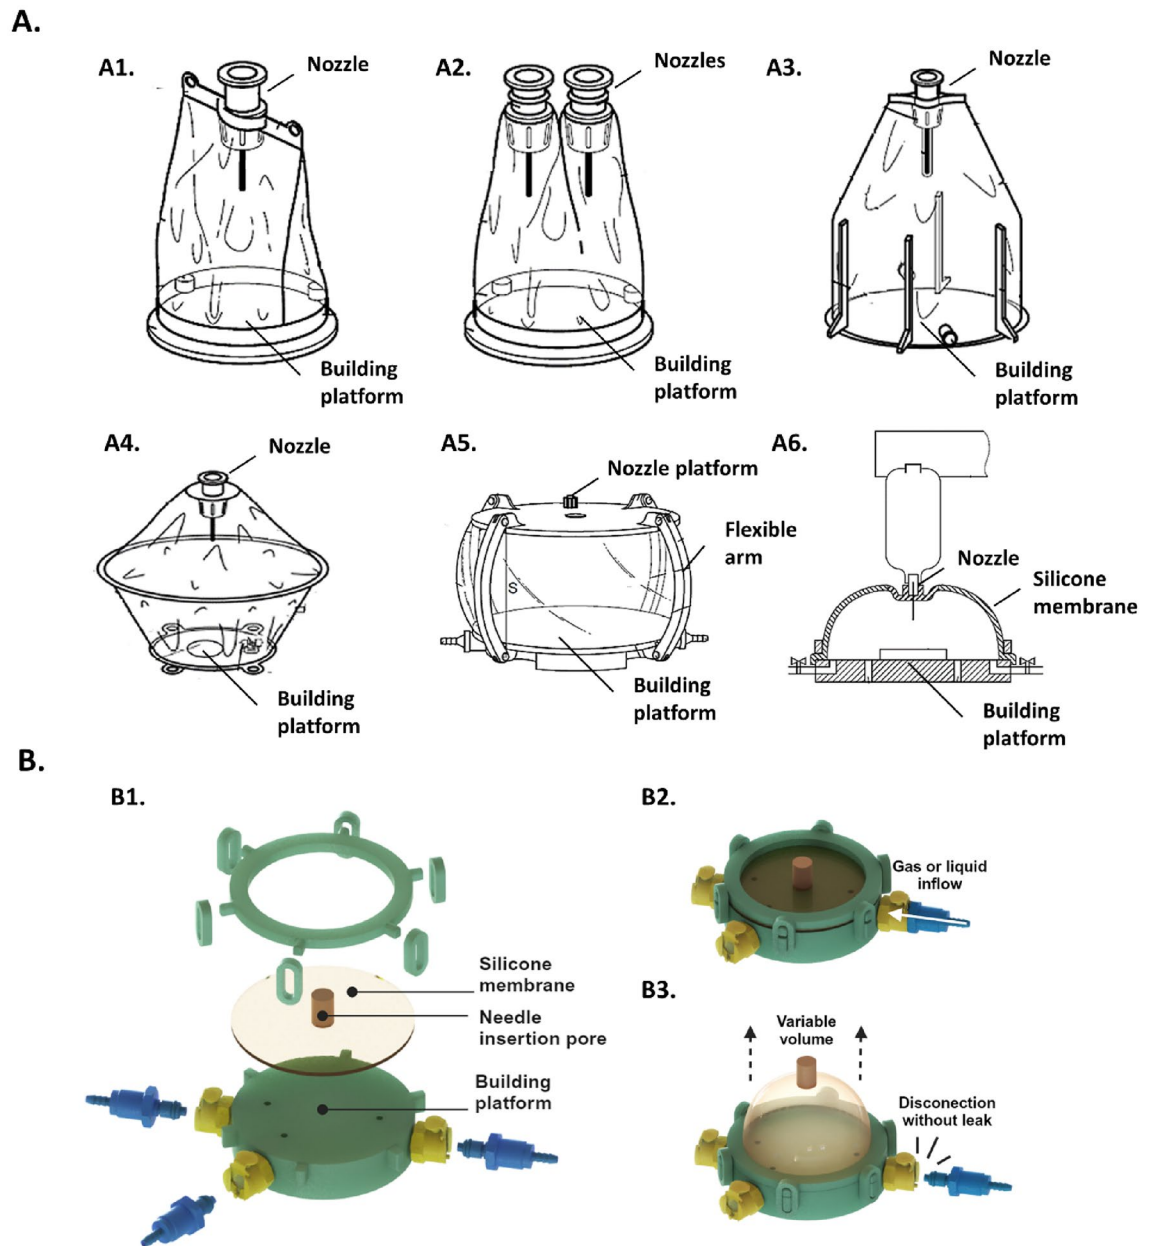 A.
A1.
Nozzle
Building
platform
A2.
Nozzles
Building
platform
A3.
Nozzle
Building
platform
A4.
Nozzle
Building
platform
A5.
Nozzle platform
Flexible
arm
S
Building
platform
A6.
Nozzle
Silicone
membrane
Building
platform
B.
B1.
Silicone
membrane
Needle
insertion pore
Building
platform
B2.
Gas or liquid
inflow
B3.
Variable
volume
Disconection
without leak